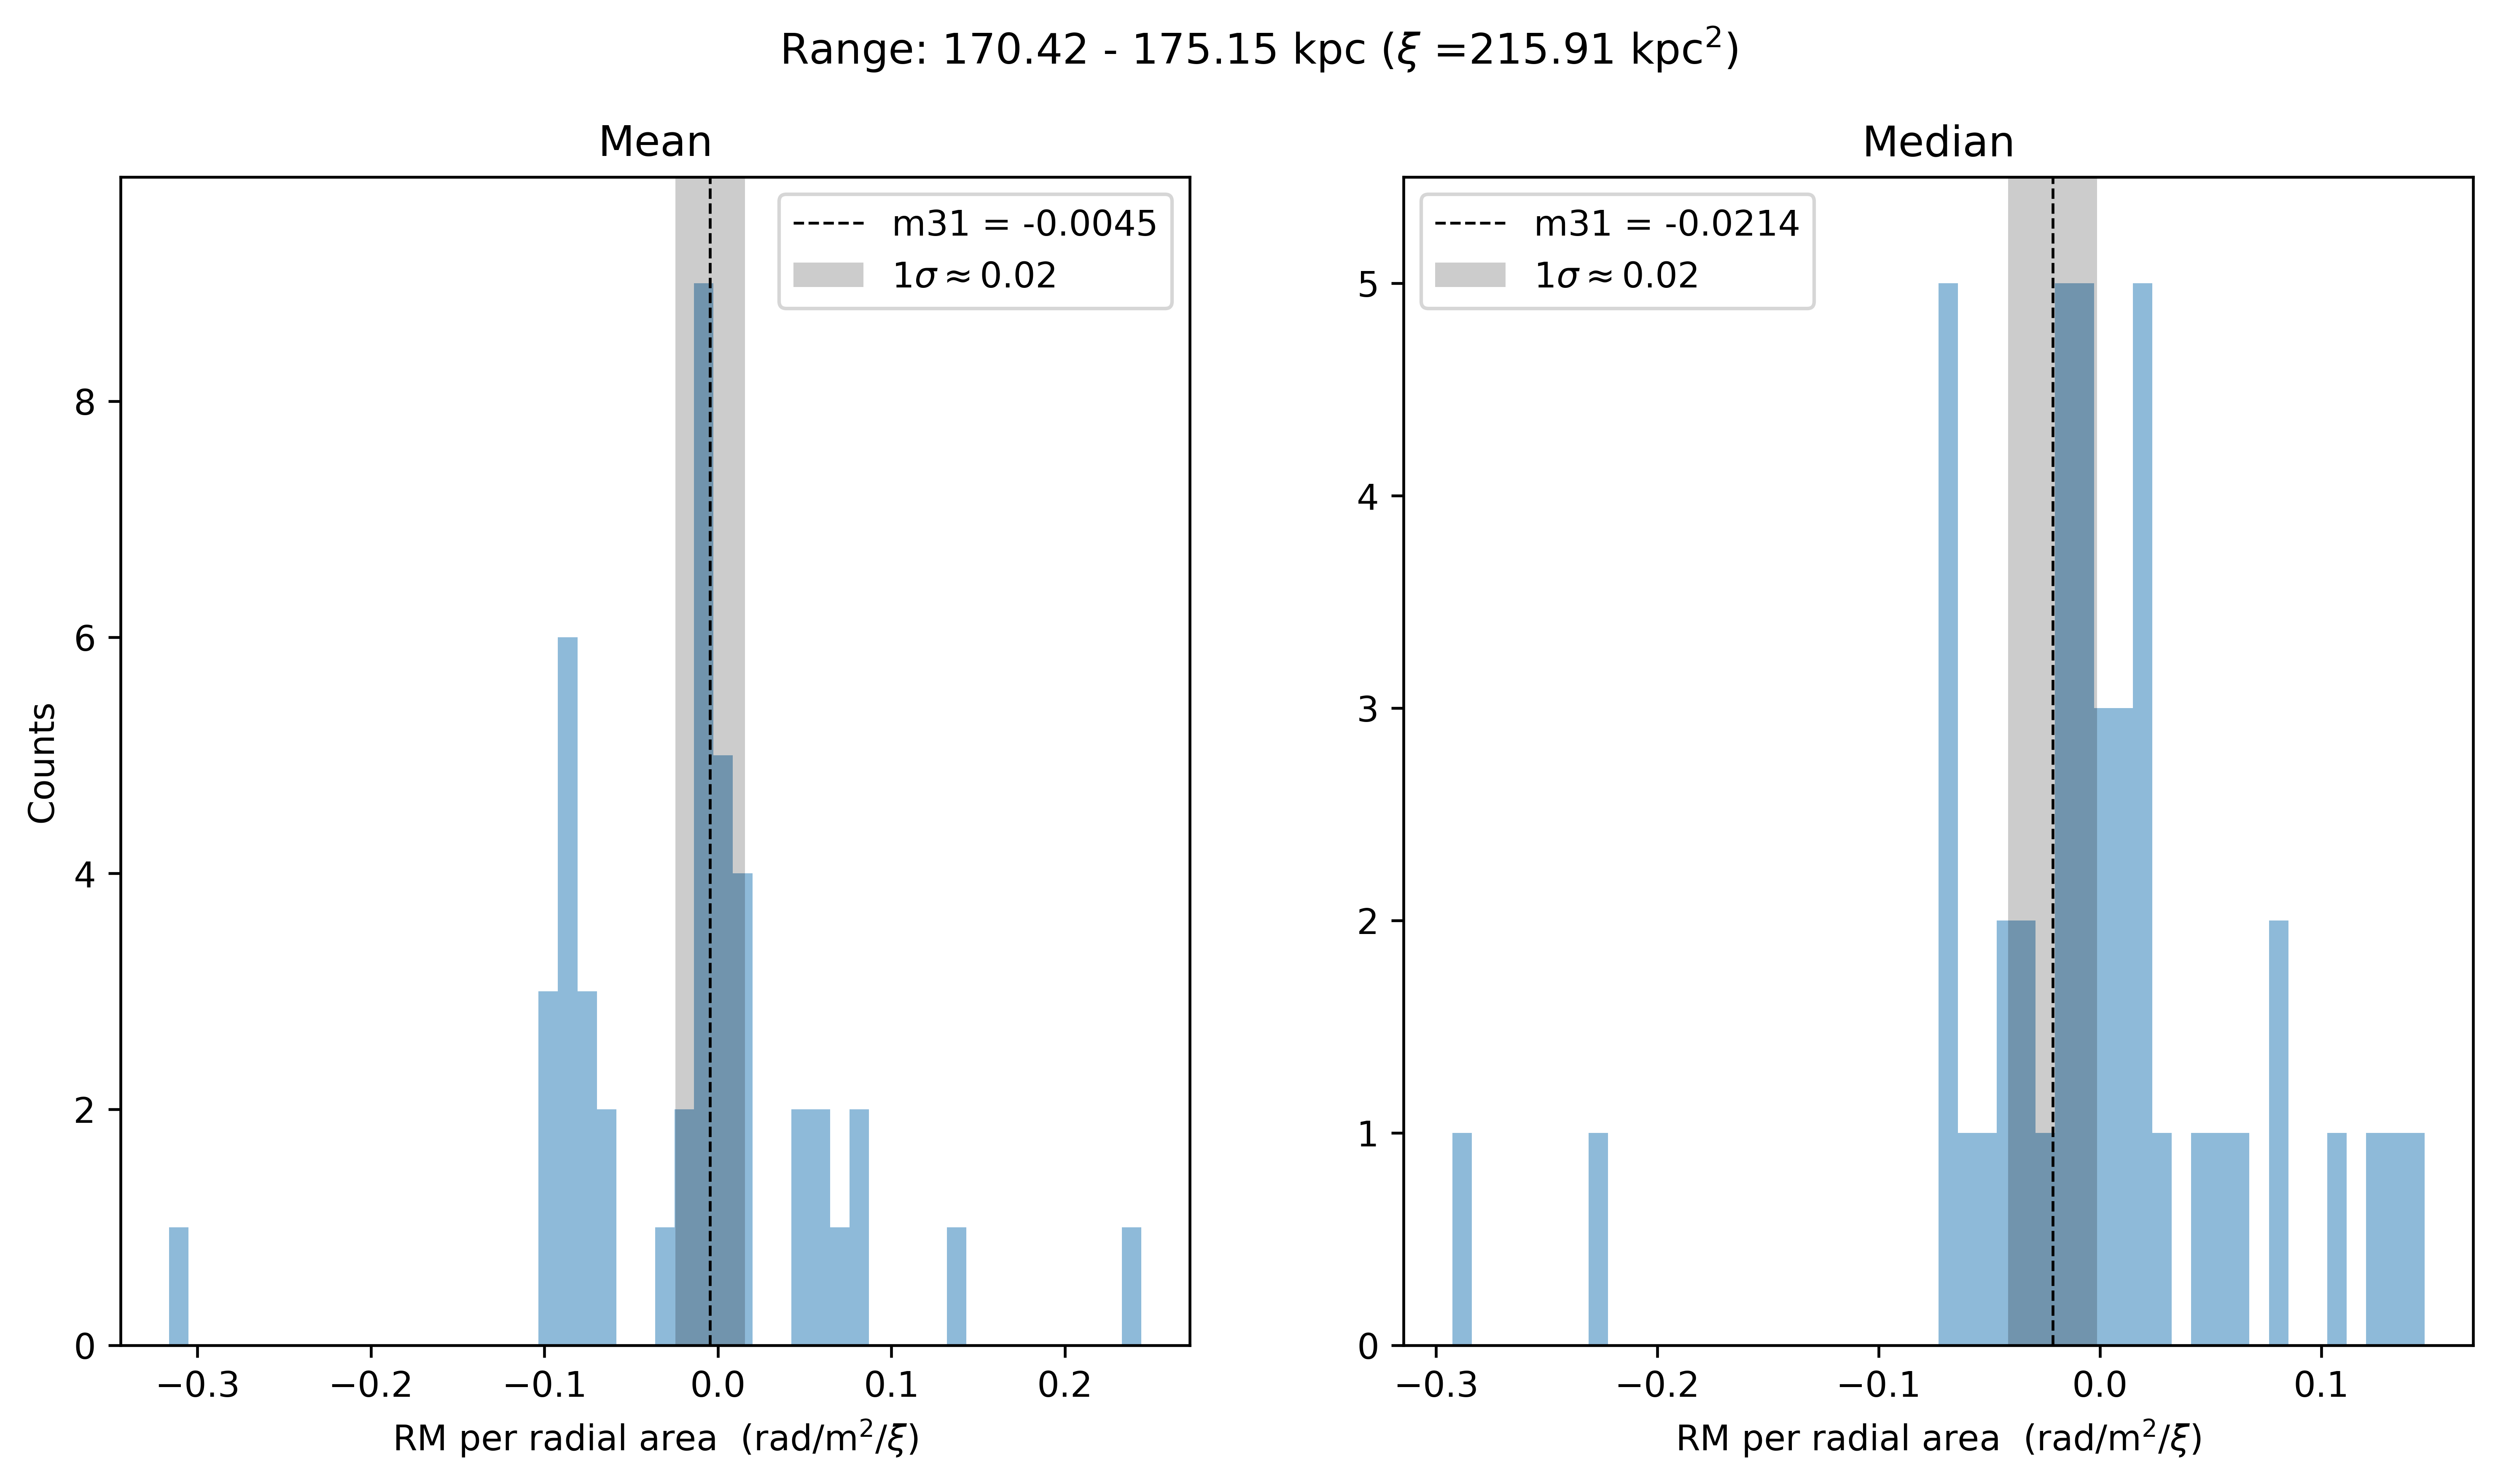 Range: 170.42 - 175.15 kpc (ξ =215.91 kpc²)
Mean
m31 = -0.0045
1σ≈0.02
Counts
8
6
4
2
0
−0.3 −0.2 −0.1 0.0 0.1 0.2
RM per radial area (rad/m²/ξ)
Median
m31 = -0.0214
1σ≈0.02
5
4
3
2
1
0
−0.3 −0.2 −0.1 0.0 0.1
RM per radial area (rad/m²/ξ)